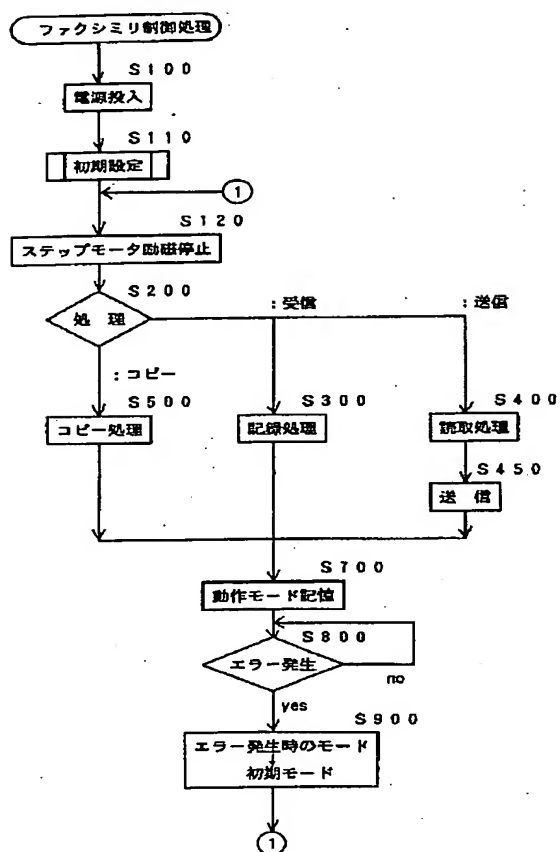 ファクシミリ制御処理
S100
電源投入
S110
初期設定
1
S120
ステップモータ励磁停止
S200
処 理
:受信
:送信
:コピー
S500
S300
S400
コピー処理
記録処理
読取処理
S450
送 信
S700
動作モード記憶
S800
エラー発生
no
yes
S900
エラー発生時のモード
初期モード
1